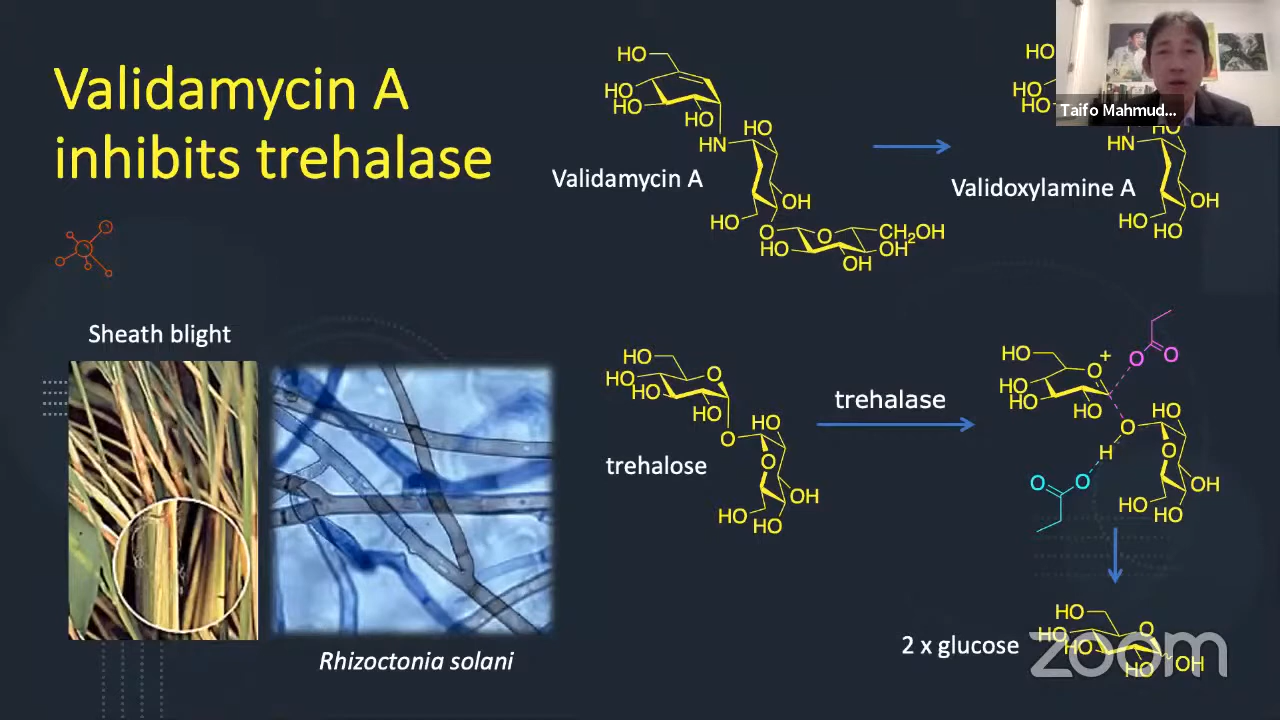 Validamycin A
inhibits trehalase
Sheath blight
Rhizoctonia solani
HO
HO
HO
HO
HN
HO
Validamycin A
OH
HO
O
HO
O
OH
CH2OH
OH
HO
HO
HO
Taifo Mahmud...
HO
HN
Validoxylamine A
OH
HO
HO
HO
O
HO
HO
HO
O
HO
O
trehalose
OH
HO
HO
trehalase
HO
O
+
HO
HO
HO
O
O
O
HO
H
O
O
O
OH
HO
HO
2 x glucose
HO
O
HO
HO
HO
OH
zoom